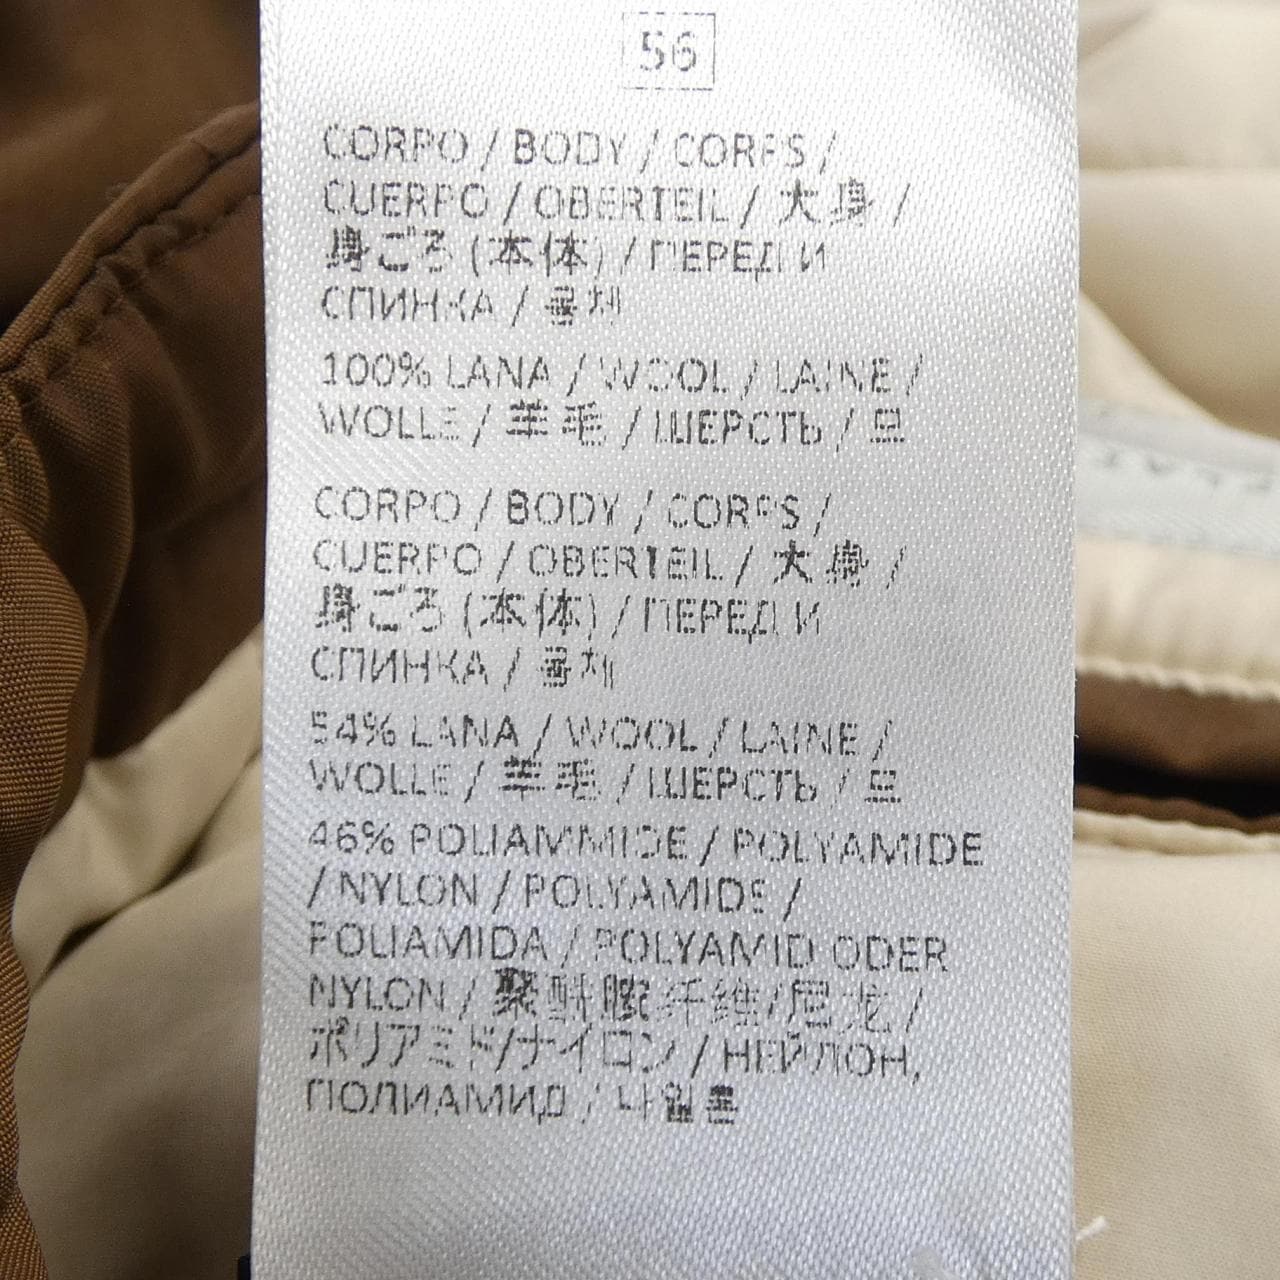 56
CORPO / BODY / CORPS /
CUERPO / OBERTEIL / 大身 /
身ごろ (本体) / ПЕРЕД И
СПИНКА / 몸체
100% LANA / WOOL / LAINE /
WOLLE / 羊毛 / ШЕРСТЬ / 모
CORPO / BODY / CORPS /
CUERPO / OBERTEIL / 大身 /
身ごろ (本体) / ПЕРЕД И
СПИНКА / 몸체
54% LANA / WOOL / LAINE /
WOLLE / 羊毛 / ШЕРСТЬ / 모
46% POLIAMMIDE / POLYAMIDE
/ NYLON / POLYAMIDE /
POLIAMIDA / POLYAMID ODER
NYLON / 聚酰胺纤维/尼龙 /
ポリアミド/ナイロン / НЕЙЛОН,
ПОЛИАМИД / 나일론